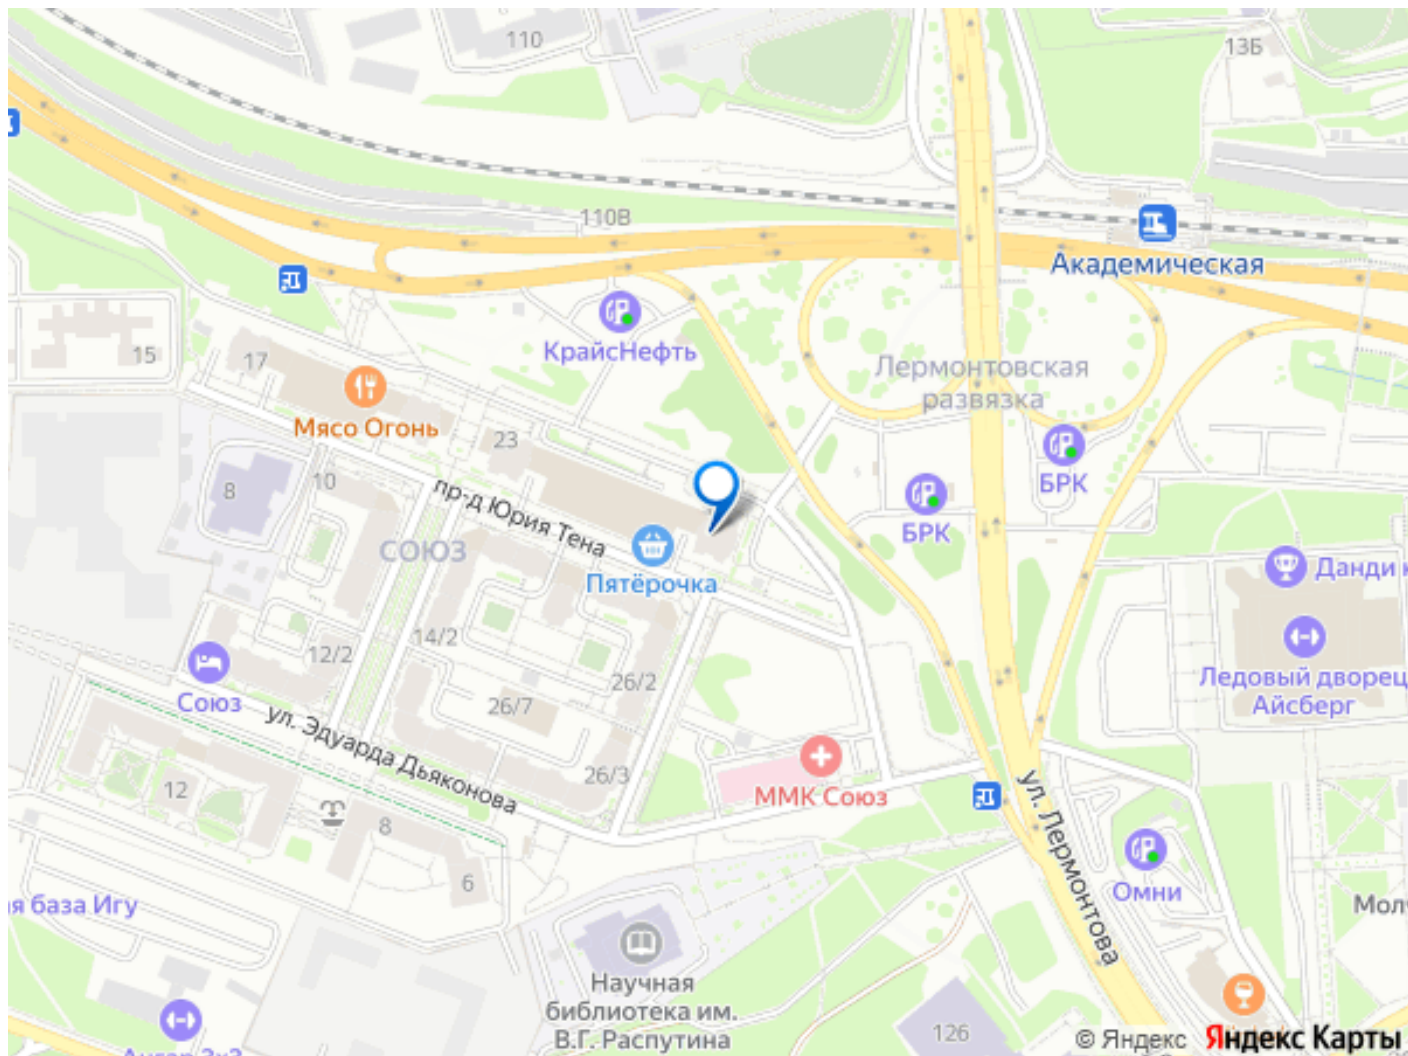 110
13Б
110В
Академическая
КрайсНефть
15
17
Лермонтовская
развязка
Мясо Огонь
23
БРК
8
10
пр-д Юрия Тена
БРК
СОЮЗ
Пятёрочка
Данди к
14/2
12/2
Ледовый дворец
Айсберг
26/2
Союз
26/7
ул. Эдуарда Дьяконова
26/3
12
ММК Союз
ул. Лермонтова
8
6
Омни
я база Игу
Мол
Научная
библиотека им.
В.Г. Распутина
126
© Яндекс Яндекс Карты